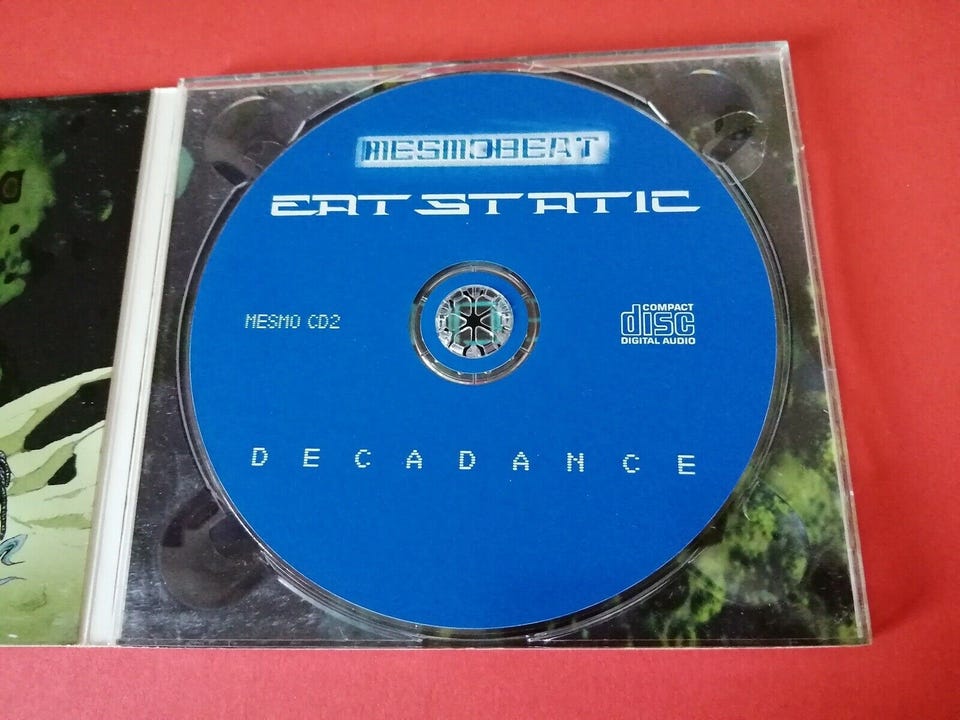 MESMOBEAT
EAT STATIC
MESMO CD2
COMPACT
disc
DIGITAL AUDIO
DECADANCE